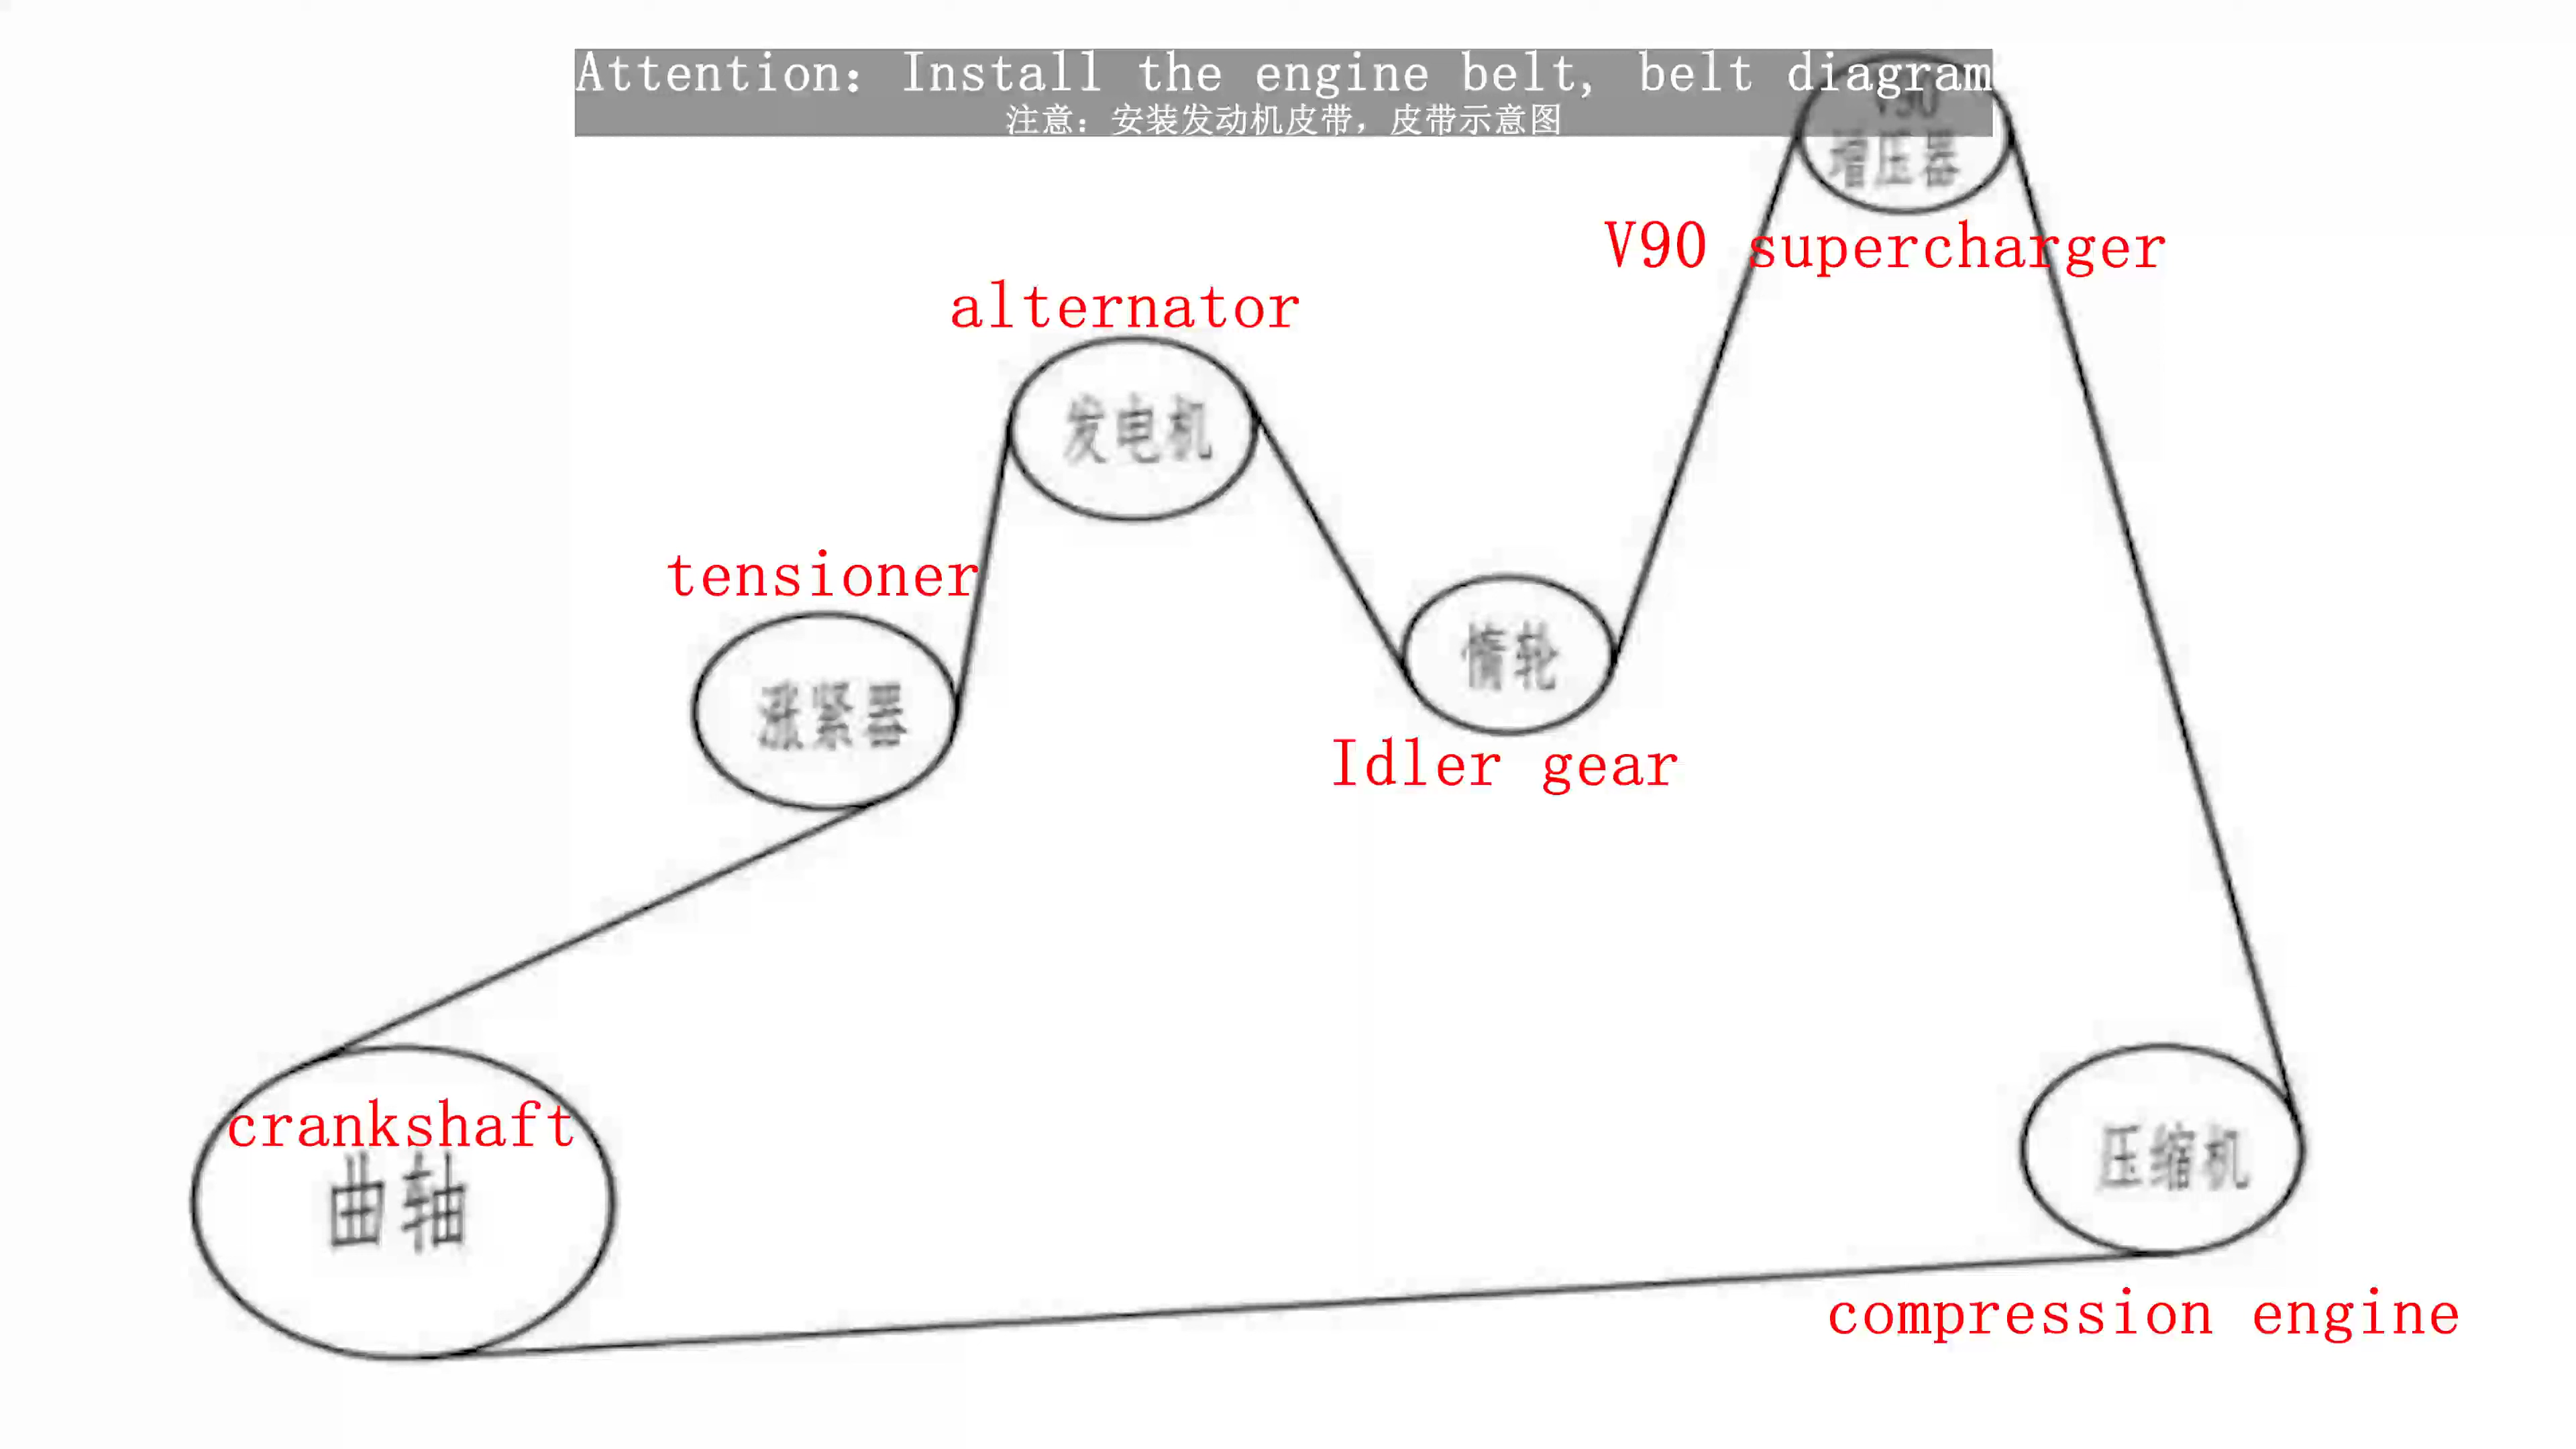 Attention: Install the engine belt, belt diagram
注意：安装发动机皮带，皮带示意图
V90
增压器
V90 supercharger
alternator
发电机
tensioner
涨紧器
惰轮
Idler gear
crankshaft
曲轴
压缩机
compression engine